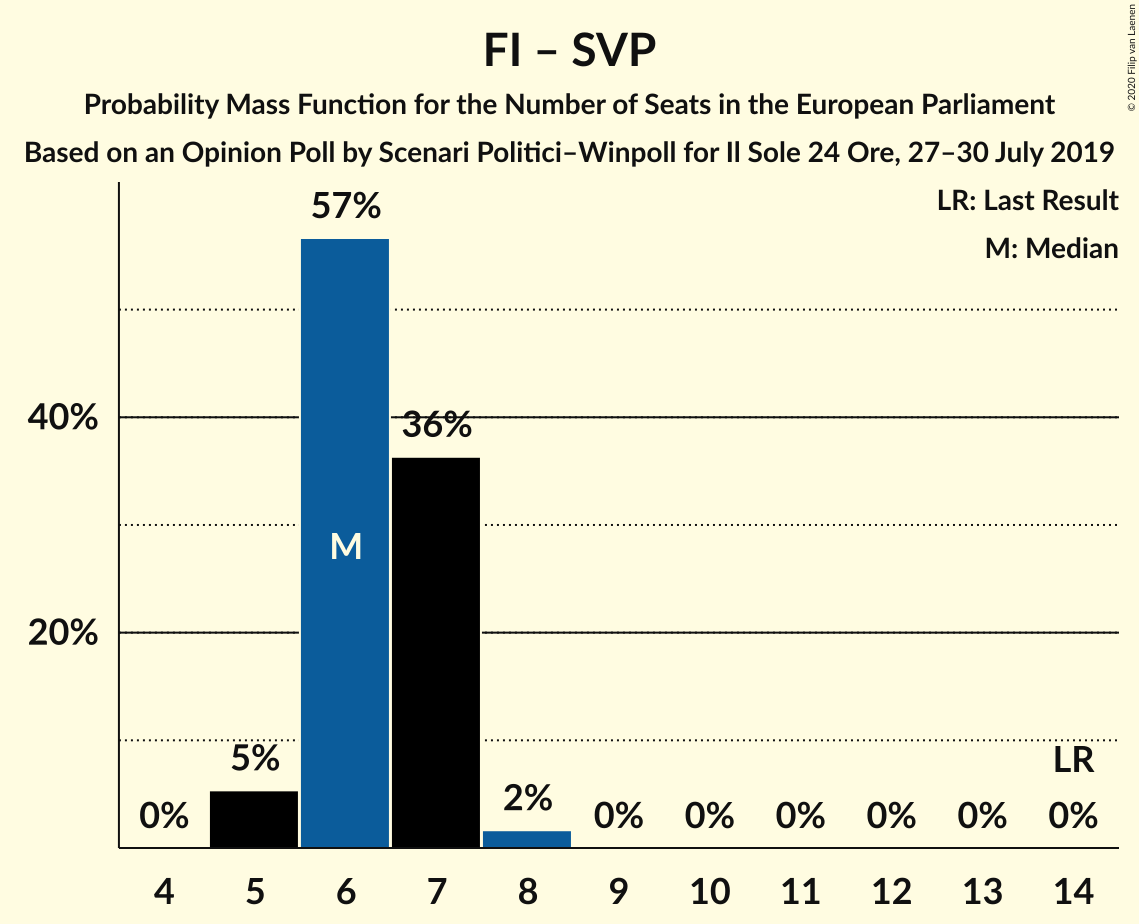 FI – SVP
Probability Mass Function for the Number of Seats in the European Parliament
Based on an Opinion Poll by Scenari Politici–Winpoll for Il Sole 24 Ore, 27–30 July 2019
© 2020 Filip van Laenen
LR: Last Result
M: Median
57%
40%
36%
M
20%
5%
LR
2%
0%
0%
0%
0%
0%
0%
0%
4 5 6 7 8 9 10 11 12 13 14